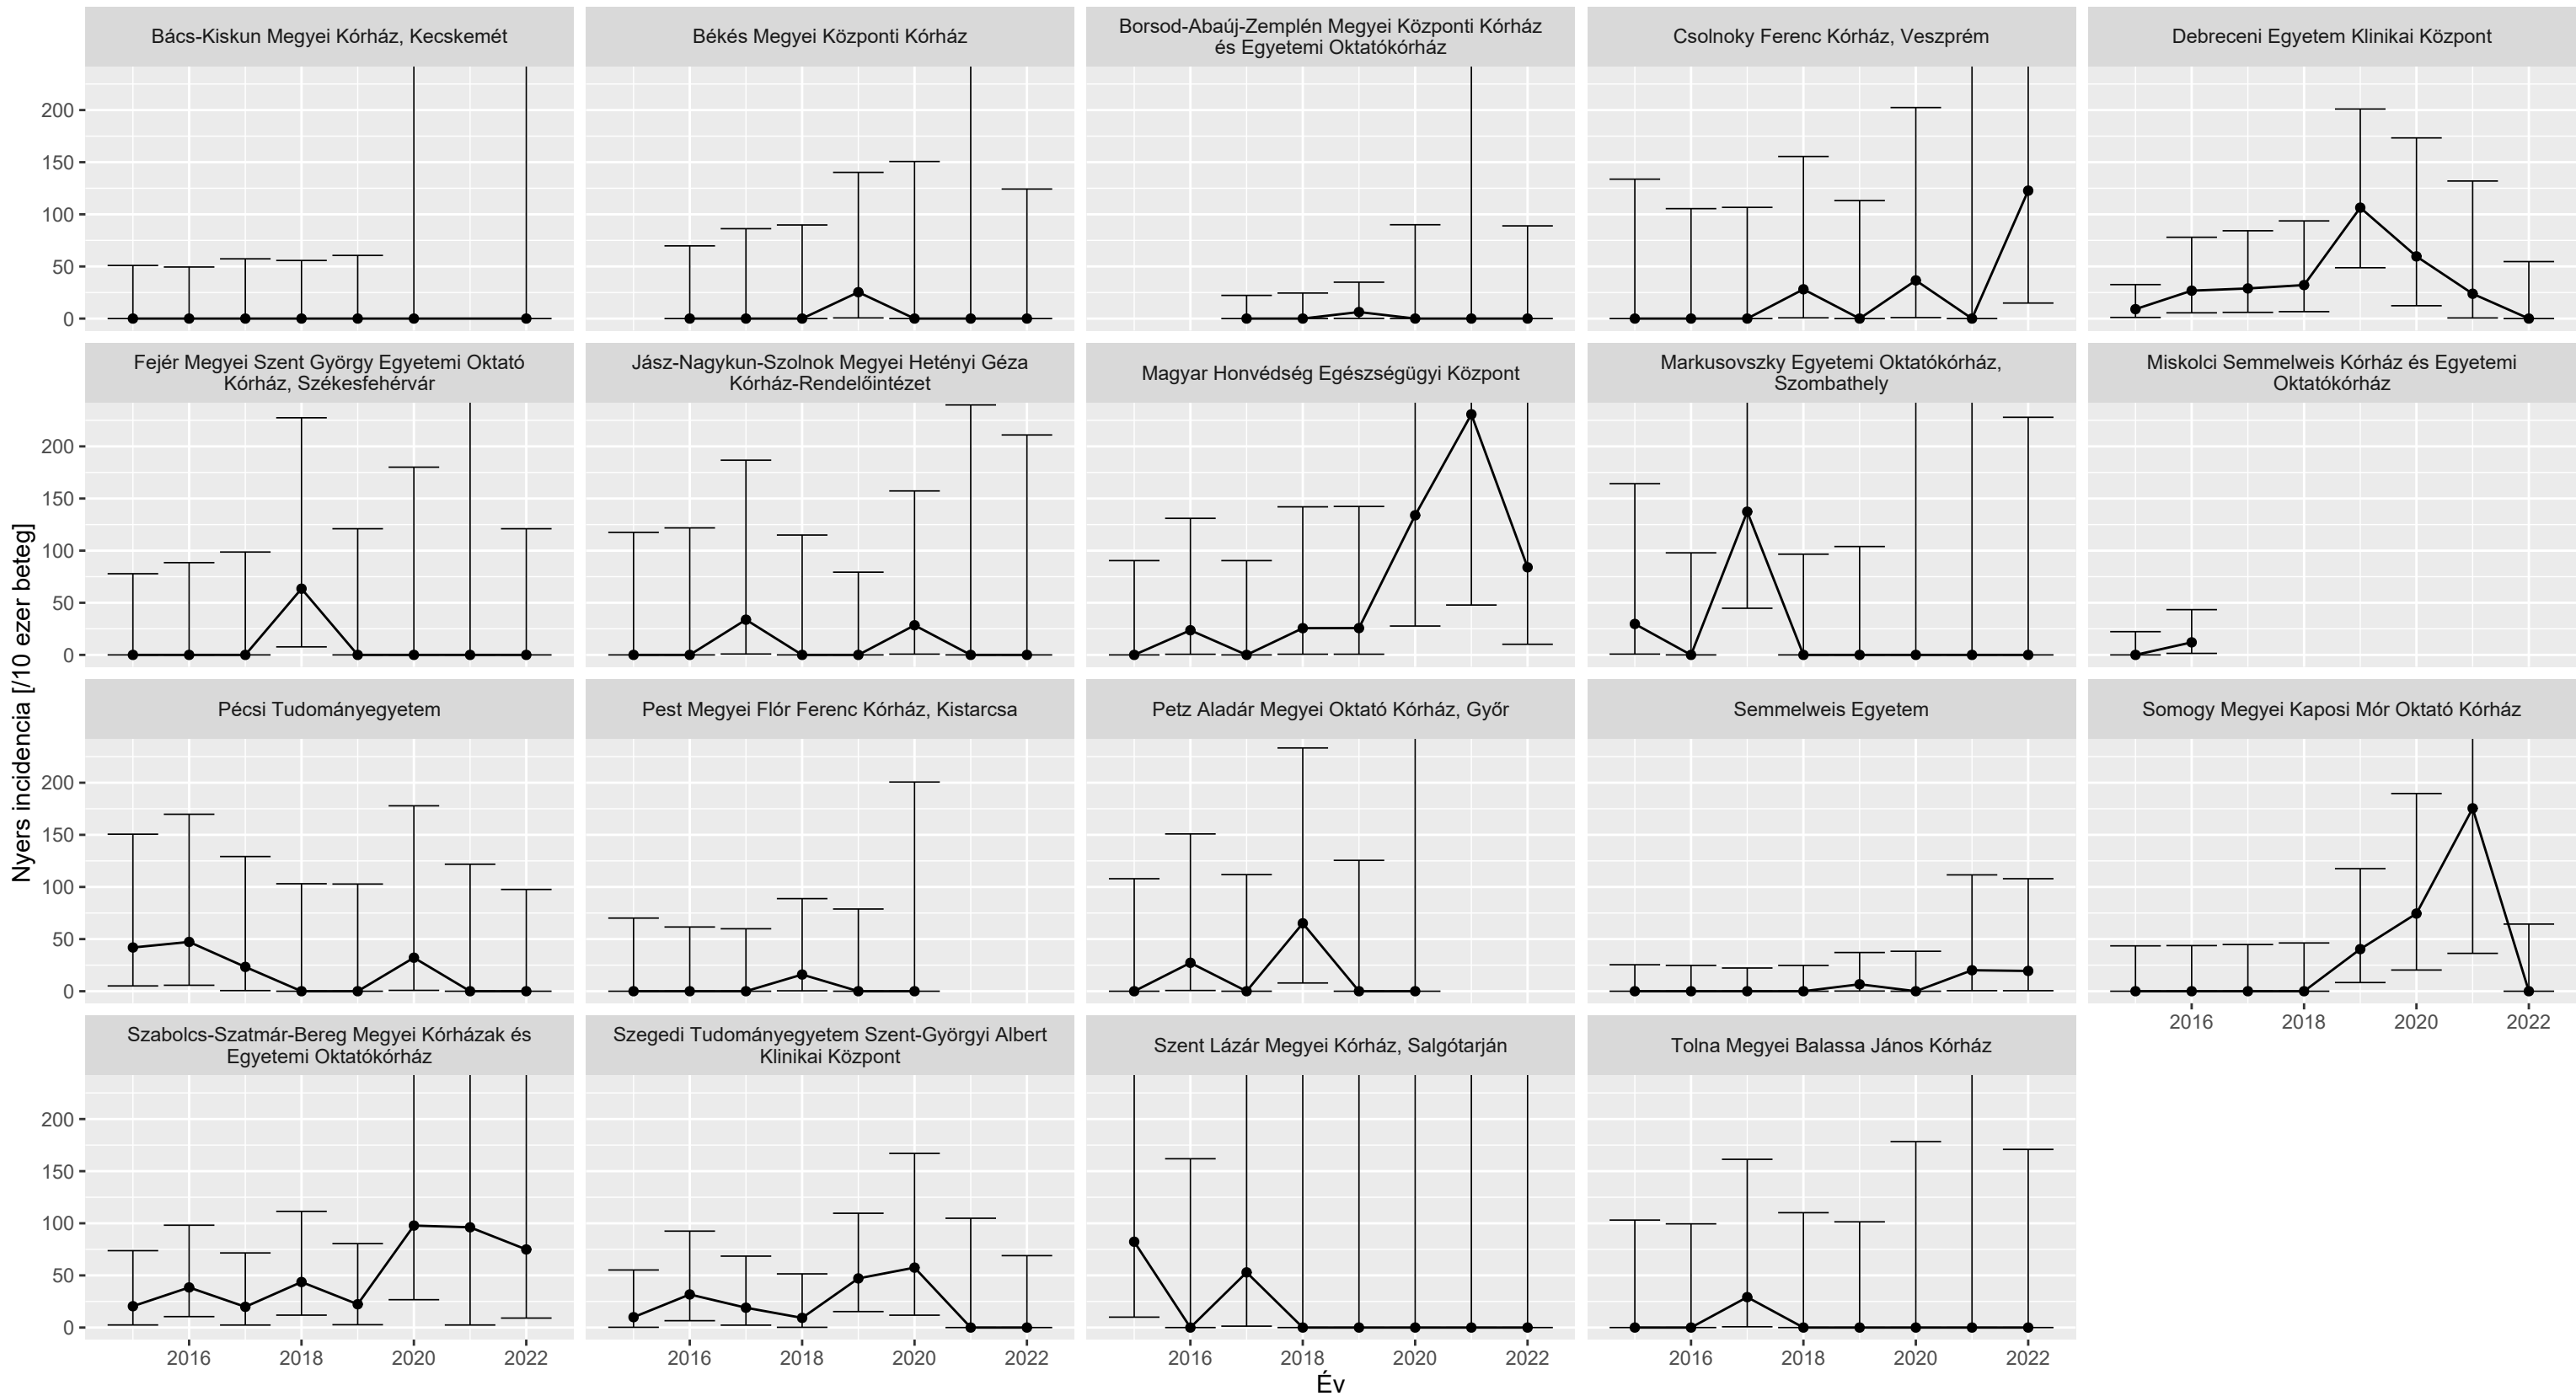 Bács-Kiskun Megyei Kórház, Kecskemét
Békés Megyei Központi Kórház
Borsod-Abaúj-Zemplén Megyei Központi Kórház
és Egyetemi Oktatókórház
Csolnoky Ferenc Kórház, Veszprém
Debreceni Egyetem Klinikai Központ
200
150
100
50
0
Fejér Megyei Szent György Egyetemi Oktató
Kórház, Székesfehérvár
Jász-Nagykun-Szolnok Megyei Hetényi Géza
Kórház-Rendelőintézet
Magyar Honvédség Egészségügyi Központ
Markusovszky Egyetemi Oktatókórház,
Szombathely
Miskolci Semmelweis Kórház és Egyetemi
Oktatókórház
200
150
100
50
0
Nyers incidencia [/10 ezer beteg]
Pécsi Tudományegyetem
Pest Megyei Flór Ferenc Kórház, Kistarcsa
Petz Aladár Megyei Oktató Kórház, Győr
Semmelweis Egyetem
Somogy Megyei Kaposi Mór Oktató Kórház
200
150
100
50
0
2016 2018 2020 2022
Szabolcs-Szatmár-Bereg Megyei Kórházak és
Egyetemi Oktatókórház
Szegedi Tudományegyetem Szent-Györgyi Albert
Klinikai Központ
Szent Lázár Megyei Kórház, Salgótarján
Tolna Megyei Balassa János Kórház
200
150
100
50
0
2016 2018 2020 2022
2016 2018 2020 2022
2016 2018 2020 2022
2016 2018 2020 2022
Év